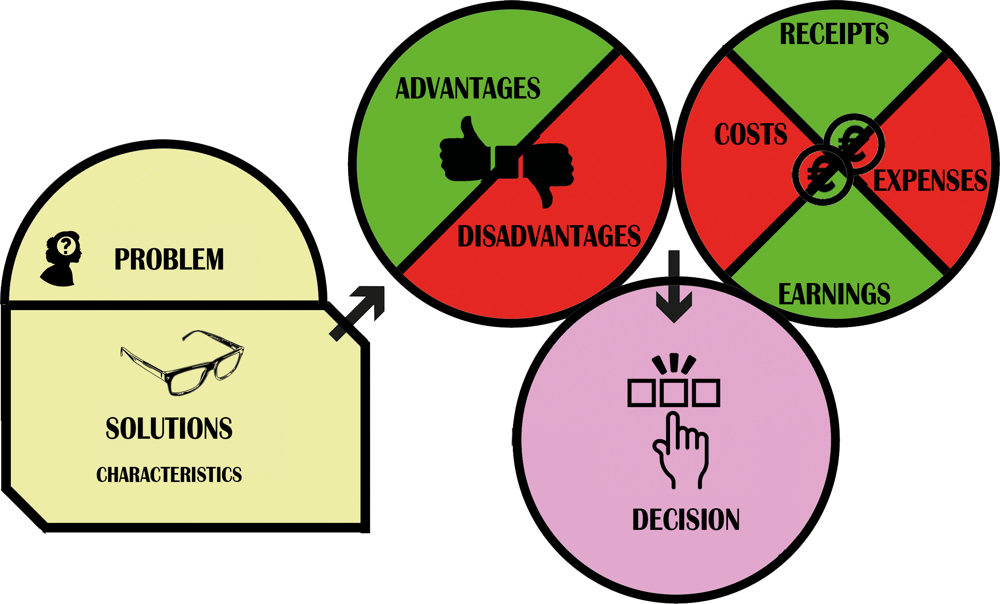 PROBLEM
?
SOLUTIONS
CHARACTERISTICS
ADVANTAGES
DISADVANTAGES
RECEIPTS
COSTS
€
€
EXPENSES
EARNINGS
DECISION